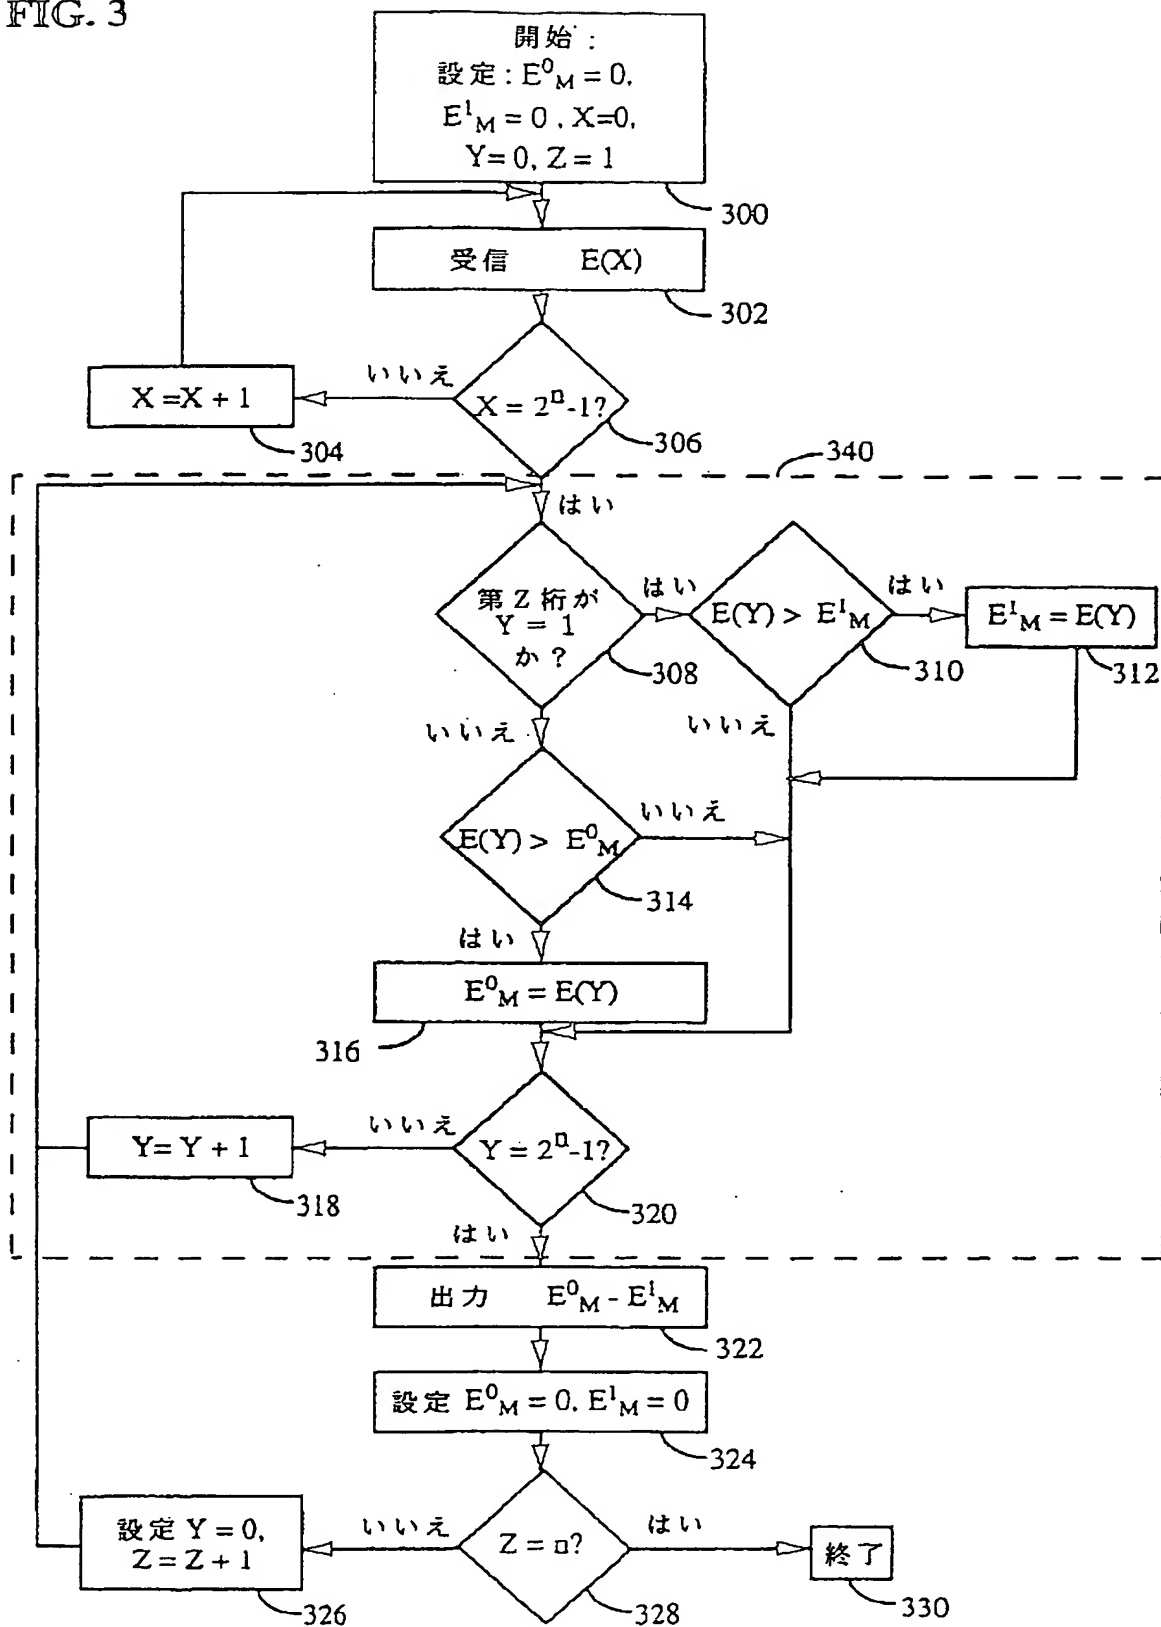 FIG. 3
開始:
設定:E⁰M = 0,
E¹M = 0, X=0,
Y= 0, Z = 1
300
受信 E(X)
302
いいえ
X =X + 1
304
X = 2ⁿ-1?
306
340
はい
第Z桁が
Y = 1
か?
308
はい
E(Y) > E¹M
310
はい
E¹M = E(Y)
312
いいえ
いいえ
E(Y) > E⁰M
314
いいえ
はい
E⁰M = E(Y)
316
いいえ
Y= Y + 1
318
Y = 2ⁿ-1?
320
はい
出力 E⁰M - E¹M
322
設定 E⁰M = 0, E¹M = 0
324
設定 Y = 0,
Z = Z + 1
326
いいえ
Z = n?
328
はい
終了
330